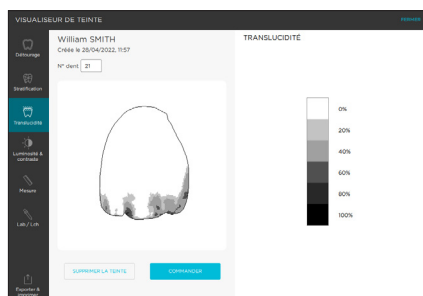 VISUALISEUR DE TEINTE
FERMER
Détourage
Stratification
Translucidité
Luminosité &
contraste
Mesure
Lab / Lrh
Exporter &
imprimer
William SMITH
Créée le 28/04/2022, 11:57
N° dent 21
SUPPRIMER LA TEINTE
COMMANDER
TRANSLUCIDITÉ
0%
20%
40%
60%
80%
100%